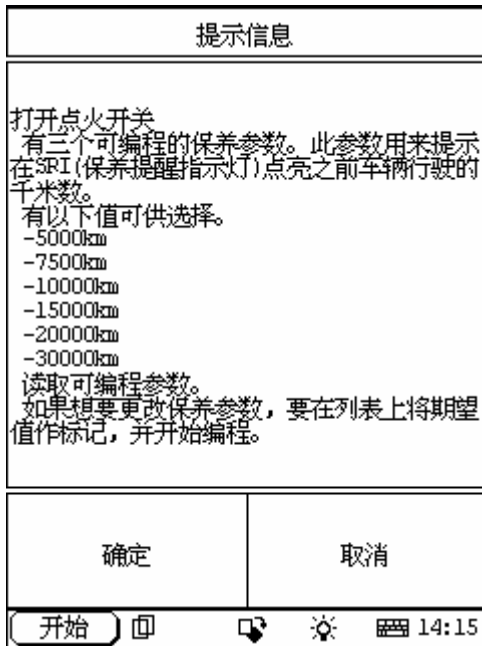 提示信息
打开点火开关
有三个可编程的保养参数。此参数用来提示
在SRI(保养提醒指示灯)点亮之前车辆行驶的
千米数。
有以下值可供选择。
-5000km
-7500km
-10000km
-15000km
-20000km
-30000km
读取可编程参数。
如果想要更改保养参数，要在列表上将期望
值作标记，并开始编程。
确定
取消
开始
14:15